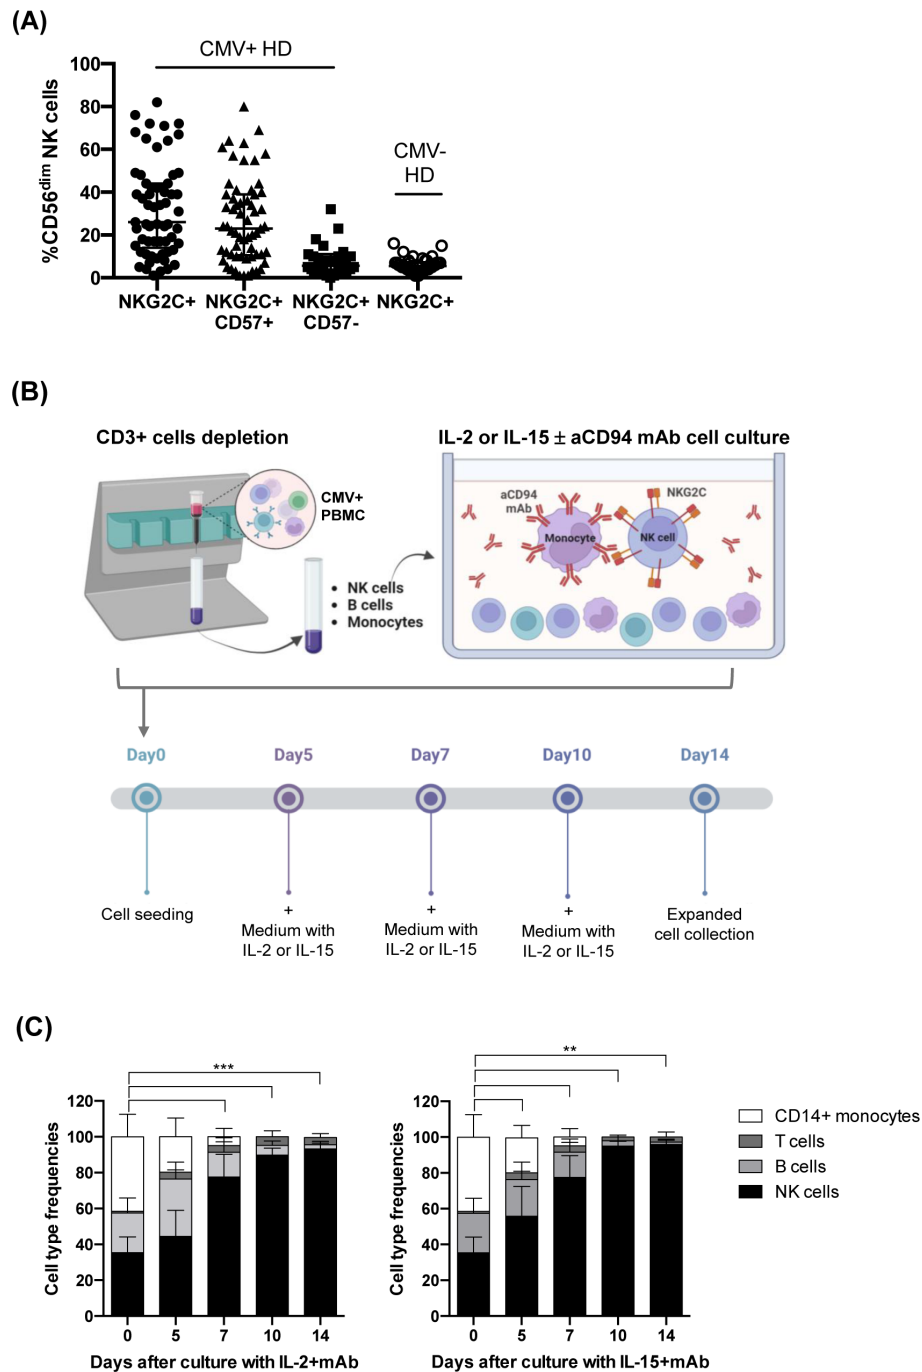 (A)
CMV+ HD
%CD56dim NK cells
100
80
60
40
20
0
CMV-
HD
NKG2C+
NKG2C+
CD57+
NKG2C+
CD57-
NKG2C+
(B)
CD3+ cells depletion
CMV+
PBMC
• NK cells
• B cells
• Monocytes
IL-2 or IL-15 ± aCD94 mAb cell culture
aCD94
mAb
NKG2C
Monocyte
NK cell
Day0
Day5
Day7
Day10
Day14
Cell seeding
+
Medium with
IL-2 or IL-15
+
Medium with
IL-2 or IL-15
+
Medium with
IL-2 or IL-15
Expanded
cell collection
(C)
***
Cell type frequencies
120
100
80
60
40
20
0
0 5 7 10 14
Days after culture with IL-2+mAb
**
Cell type frequencies
120
100
80
60
40
20
0
0 5 7 10 14
Days after culture with IL-15+mAb
CD14+ monocytes
T cells
B cells
NK cells